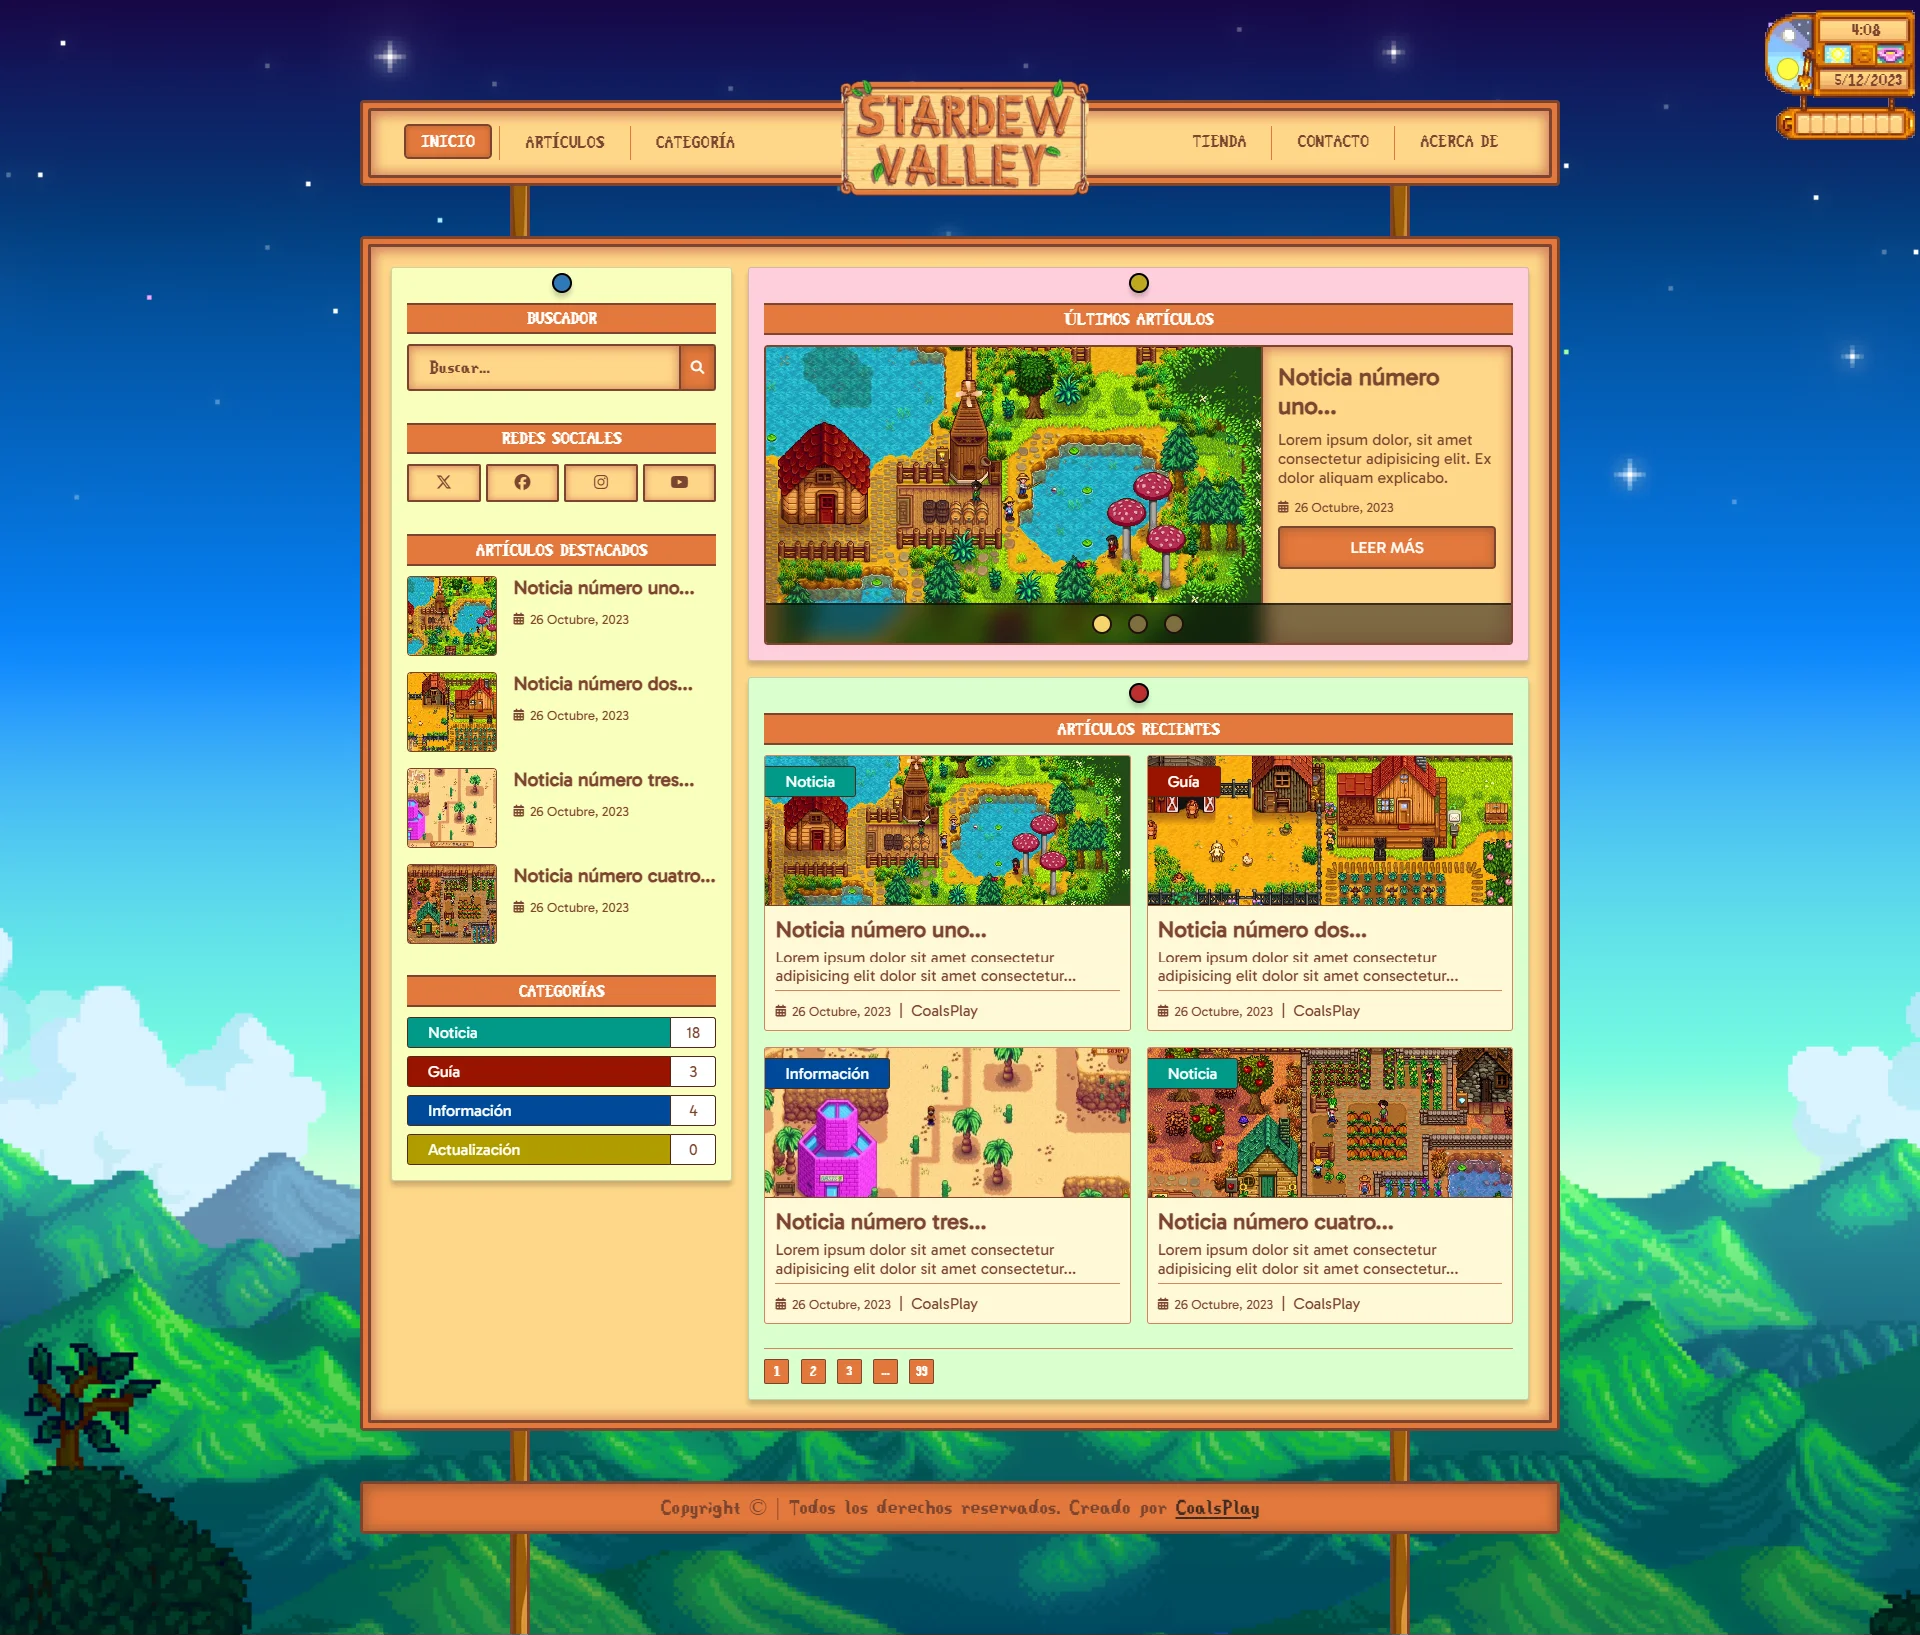 4:08
5/12/2023
G
INICIO
ARTÍCULOS
CATEGORÍA
STARDEW
VALLEY
TIENDA
CONTACTO
ACERCA DE
BUSCADOR
Buscar...
REDES SOCIALES
ARTÍCULOS DESTACADOS
Noticia número uno...
26 Octubre, 2023
Noticia número dos...
26 Octubre, 2023
Noticia número tres...
26 Octubre, 2023
Noticia número cuatro...
26 Octubre, 2023
CATEGORÍAS
Noticia 18
Guía 3
Información 4
Actualización 0
ÚLTIMOS ARTÍCULOS
Noticia número
uno...
Lorem ipsum dolor, sit amet
consectetur adipisicing elit. Ex
dolor aliquam explicabo.
26 Octubre, 2023
LEER MÁS
ARTÍCULOS RECIENTES
Noticia
Noticia número uno...
Lorem ipsum dolor sit amet consectetur
adipisicing elit dolor sit amet consectetur...
26 Octubre, 2023 | CoalsPlay
Guía
Noticia número dos...
Lorem ipsum dolor sit amet consectetur
adipisicing elit dolor sit amet consectetur...
26 Octubre, 2023 | CoalsPlay
Información
Noticia número tres...
Lorem ipsum dolor sit amet consectetur
adipisicing elit dolor sit amet consectetur...
26 Octubre, 2023 | CoalsPlay
Noticia
Noticia número cuatro...
Lorem ipsum dolor sit amet consectetur
adipisicing elit dolor sit amet consectetur...
26 Octubre, 2023 | CoalsPlay
1 2 3 ... 99
Copyright © | Todos los derechos reservados. Creado por CoalsPlay